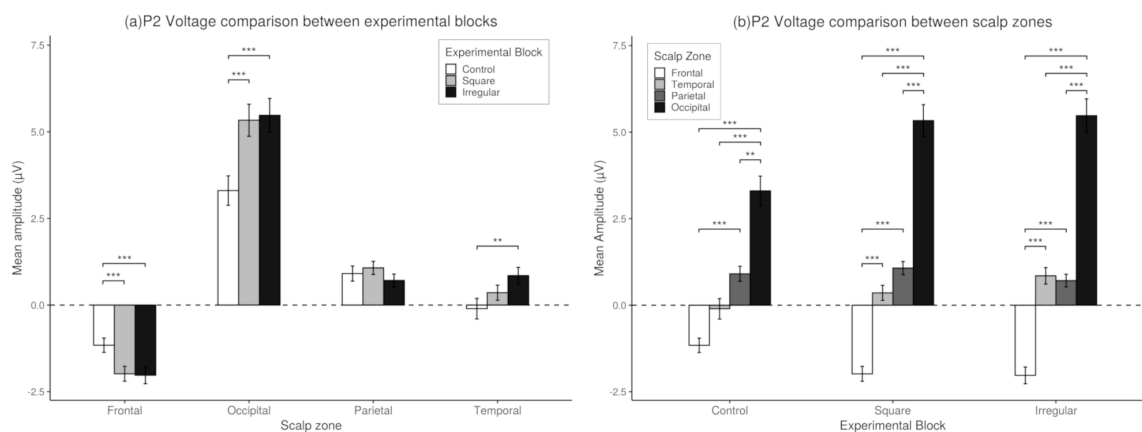 (a)P2 Voltage comparison between experimental blocks
7.5
5.0
2.5
0.0
-2.5
Mean amplitude (μV)
***
***
***
***
**
Experimental Block
Control
Square
Irregular
Frontal
Occipital
Parietal
Temporal
Scalp zone
(b)P2 Voltage comparison between scalp zones
7.5
5.0
2.5
0.0
-2.5
Mean Amplitude (μV)
Scalp Zone
Frontal
Temporal
Parietal
Occipital
***
***
**
***
***
***
***
***
***
***
***
***
***
***
Control
Square
Irregular
Experimental Block